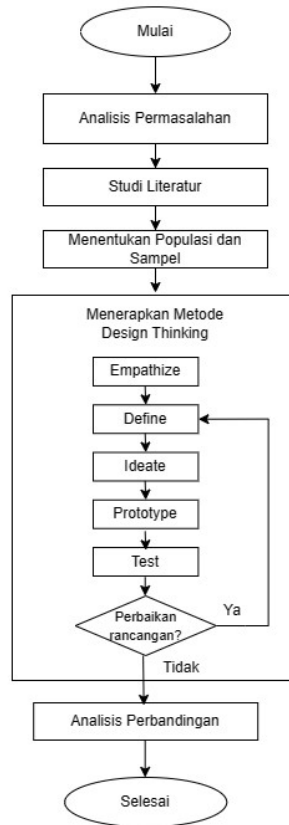 Mulai
Analisis Permasalahan
Studi Literatur
Menentukan Populasi dan
Sampel
Menerapkan Metode
Design Thinking
Empathize
Define
Ideate
Prototype
Test
Perbaikan
rancangan?
Ya
Tidak
Analisis Perbandingan
Selesai